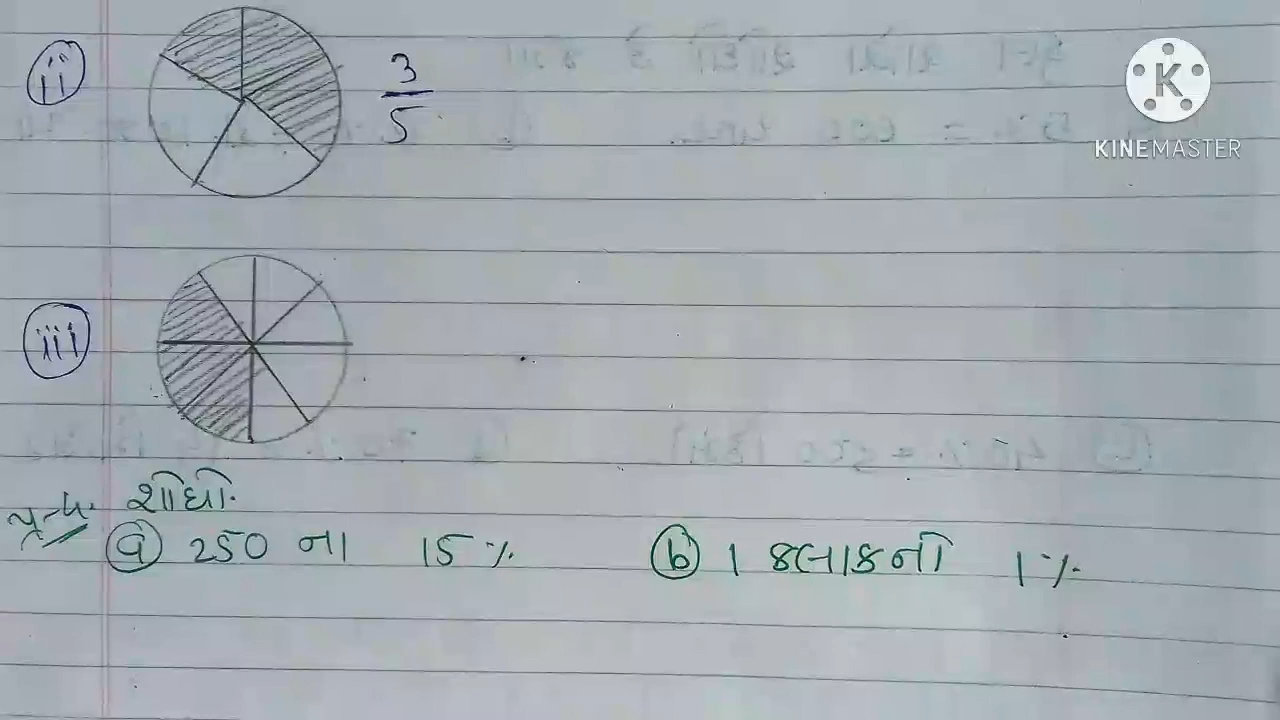 ii 3/5
K
KINEMASTER
iii
પ્ર-૫. શોધો.
a 250 ના 15 % b 1 કલાકની 1 %